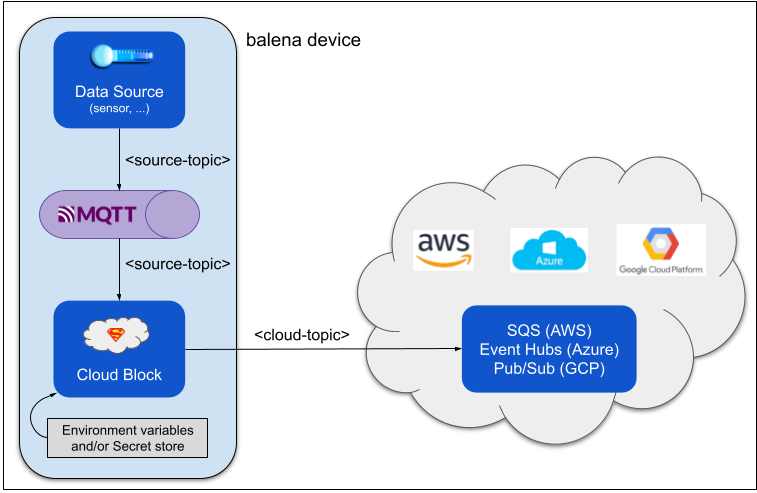 balena device
Data Source
(sensor, ...)
<source-topic>
MQTT
<source-topic>
Cloud Block
Environment variables
and/or Secret store
<cloud-topic>
aws
Azure
Google Cloud Platform
SQS (AWS)
Event Hubs (Azure)
Pub/Sub (GCP)